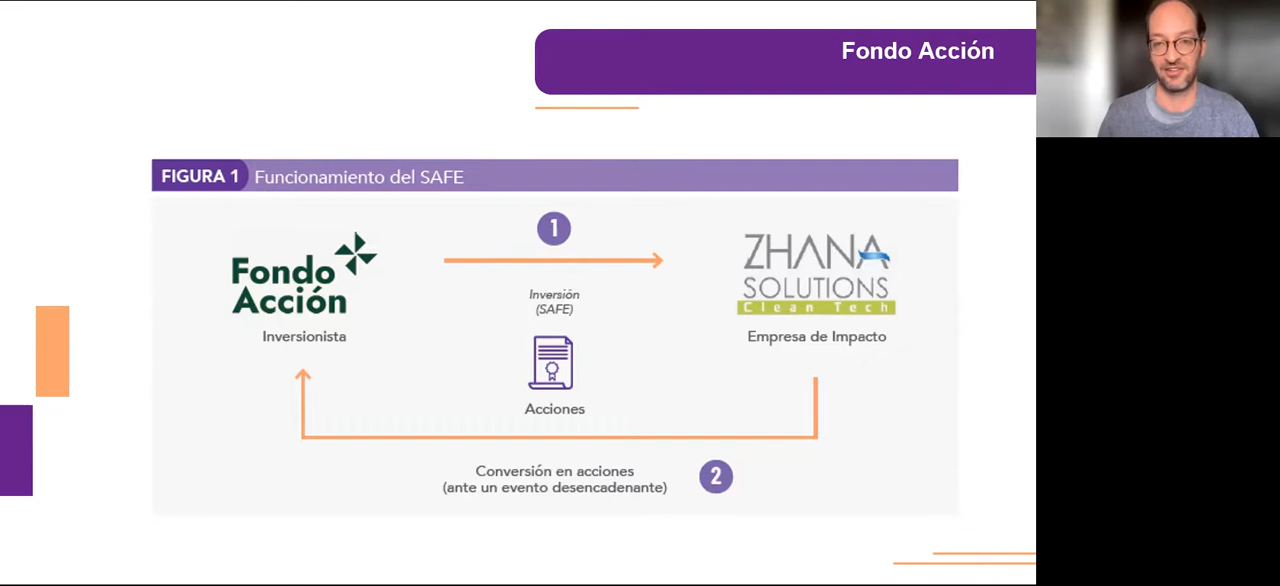 Fondo Acción
FIGURA 1 Funcionamiento del SAFE
1
Fondo
Acción
Inversionista
Inversión
(SAFE)
ZHANA
SOLUTIONS
Clean Tech
Empresa de Impacto
Acciones
Conversión en acciones
(ante un evento desencadenante)
2